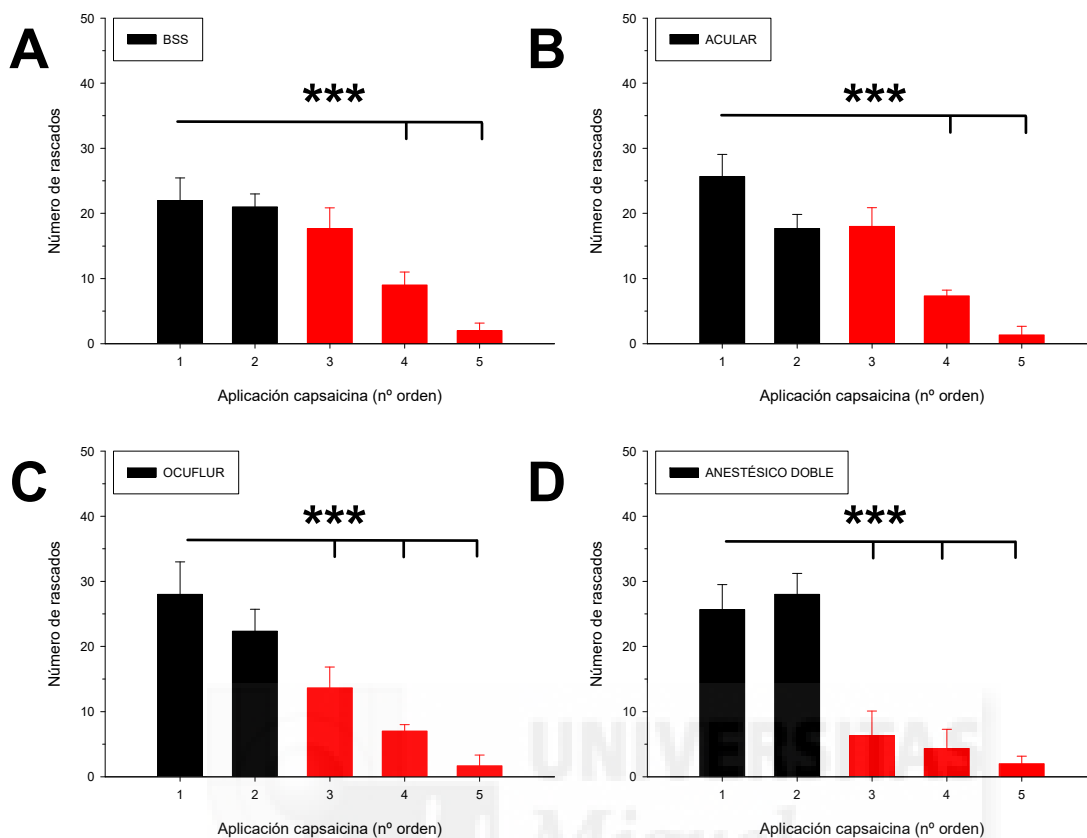 A
BSS
***
50
40
30
20
10
0
Número de rascados
1 2 3 4 5
Aplicación capsaicina (nº orden)
B
ACULAR
***
50
40
30
20
10
0
Número de rascados
1 2 3 4 5
Aplicación capsaicina (nº orden)
C
OCUFLUR
***
50
40
30
20
10
0
Número de rascados
1 2 3 4 5
Aplicación capsaicina (nº orden)
D
ANESTÉSICO DOBLE
***
50
40
30
20
10
0
Número de rascados
1 2 3 4 5
Aplicación capsaicina (nº orden)
UNIVERSITAS
Miguel